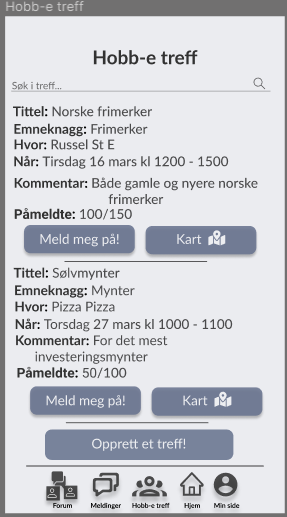 Hobb-e treff
Hobb-e treff
Søk i treff...
Tittel: Norske frimerker
Emneknagg: Frimerker
Hvor: Russel St E
Når: Tirsdag 16 mars kl 1200 - 1500
Kommentar: Både gamle og nyere norske
frimerker
Påmeldte: 100/150
Meld meg på! Kart
Tittel: Sølvmynter
Emneknagg: Mynter
Hvor: Pizza Pizza
Når: Torsdag 27 mars kl 1000 - 1100
Kommentar: For det mest
investeringsmynter
Påmeldte: 50/100
Meld meg på! Kart
Opprett et treff!
Forum Meldinger Hobb-e treff Hjem Min side